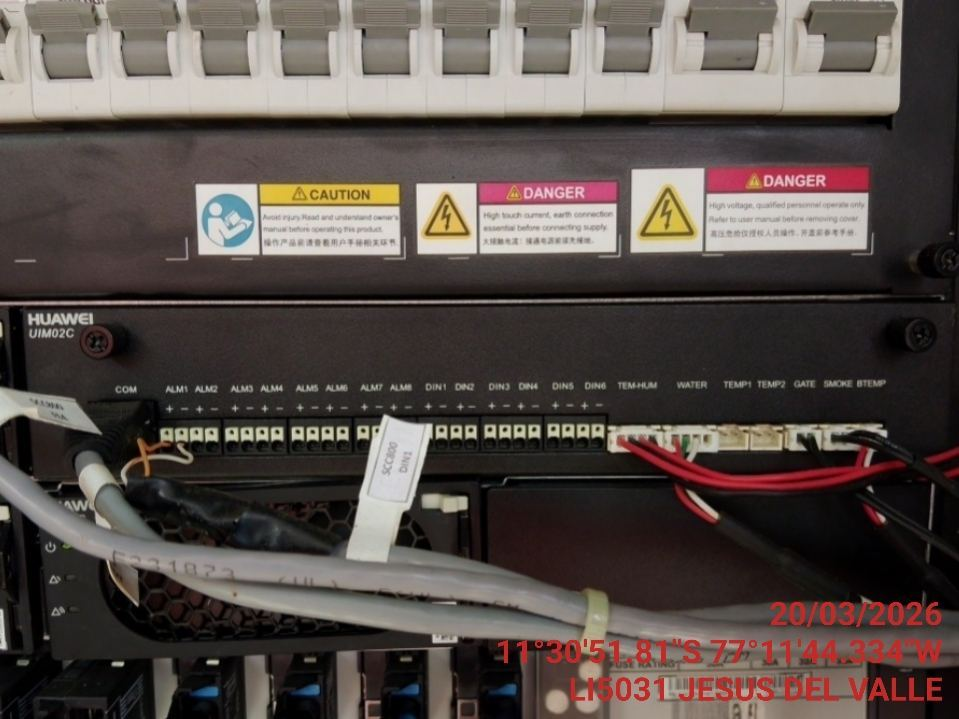 CAUTION
Avoid injury.Read and understand owner's
manual before operating this product.
操作产品前请查看用户手册相关环节.
DANGER
High touch current, earth connection
essential before connecting supply.
大接触电流! 接通电源前须先接地.
DANGER
High voltage, qualified personnel operate only.
Refer to user manual before removing cover.
高压危险仅授权人员操作, 开盖前参考手册.
HUAWEI
UIM02C
COM ALM1 ALM2 ALM3 ALM4 ALM5 ALM6 ALM7 ALM8 DIN1 DIN2 DIN3 DIN4 DIN5 DIN6 TEM-HUM WATER TEMP1 TEMP2 GATE SMOKE BTEMP
+ − + − + − + − + − + − + − + − + − + − + − + − + − + −
SCC800
DIN1
E331873 (UL)
20/03/2026
11°30'51.81"S 77°11'44.334"W
FUSE RATING
LI5031 JESUS DEL VALLE